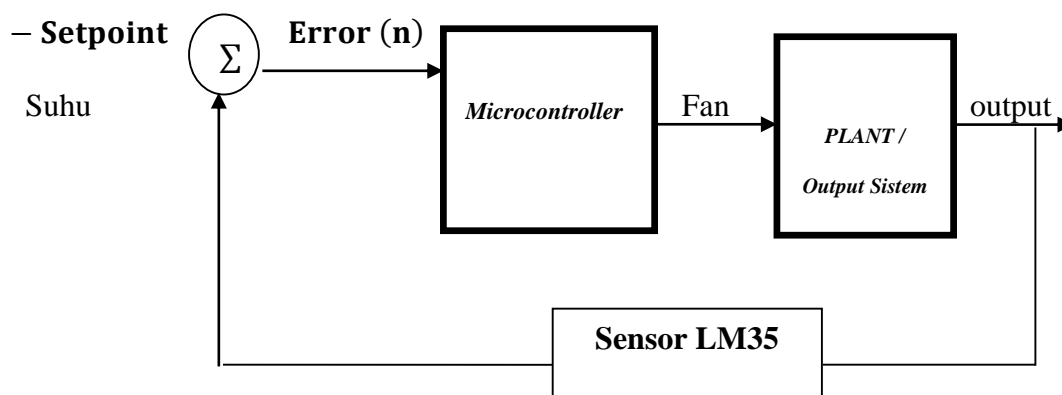 − Setpoint
Suhu
Σ
Error (n)
Microcontroller
Fan
PLANT /
Output Sistem
output
Sensor LM35